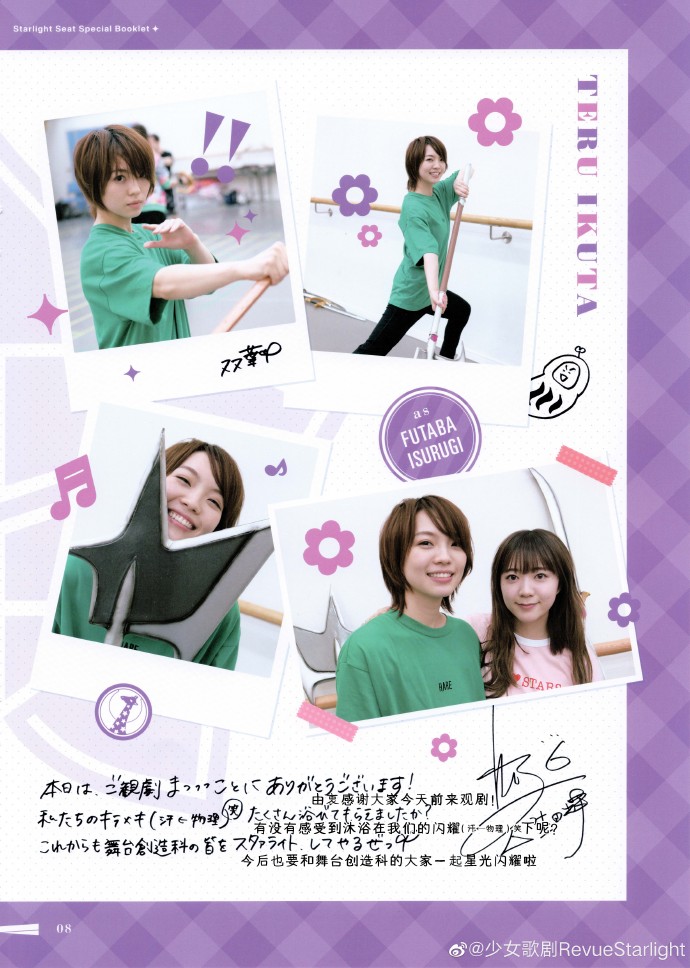 Starlight Seat Special Booklet
TERU IKUTA
双葉
as
FUTABA
ISURUGI
RARE
STARS
本日は、ご観劇まっっっことにありがとうございます!
由衷感谢大家今天前来观剧!
私たちのキラメキ(汗←物理)(笑)たくさん浴びてもらえましたか?
有没有感受到沐浴在我们的闪耀(汗←物理)(笑)下呢?
これからも舞台創造科の皆をスタァライトしてやるぜっ
今后也要和舞台创造科的大家一起星光闪耀啦
08
@少女歌剧RevueStarlight